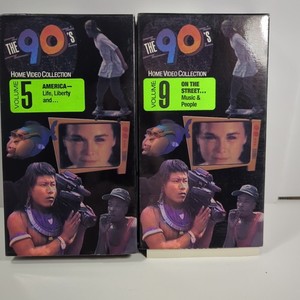 THE 90's
HOME VIDEO COLLECTION
VOLUME 5
AMERICA—
Life, Liberty
and...
THE 90's
HOME VIDEO COLLECTION
VOLUME 9
ON THE
STREET...
Music &
People